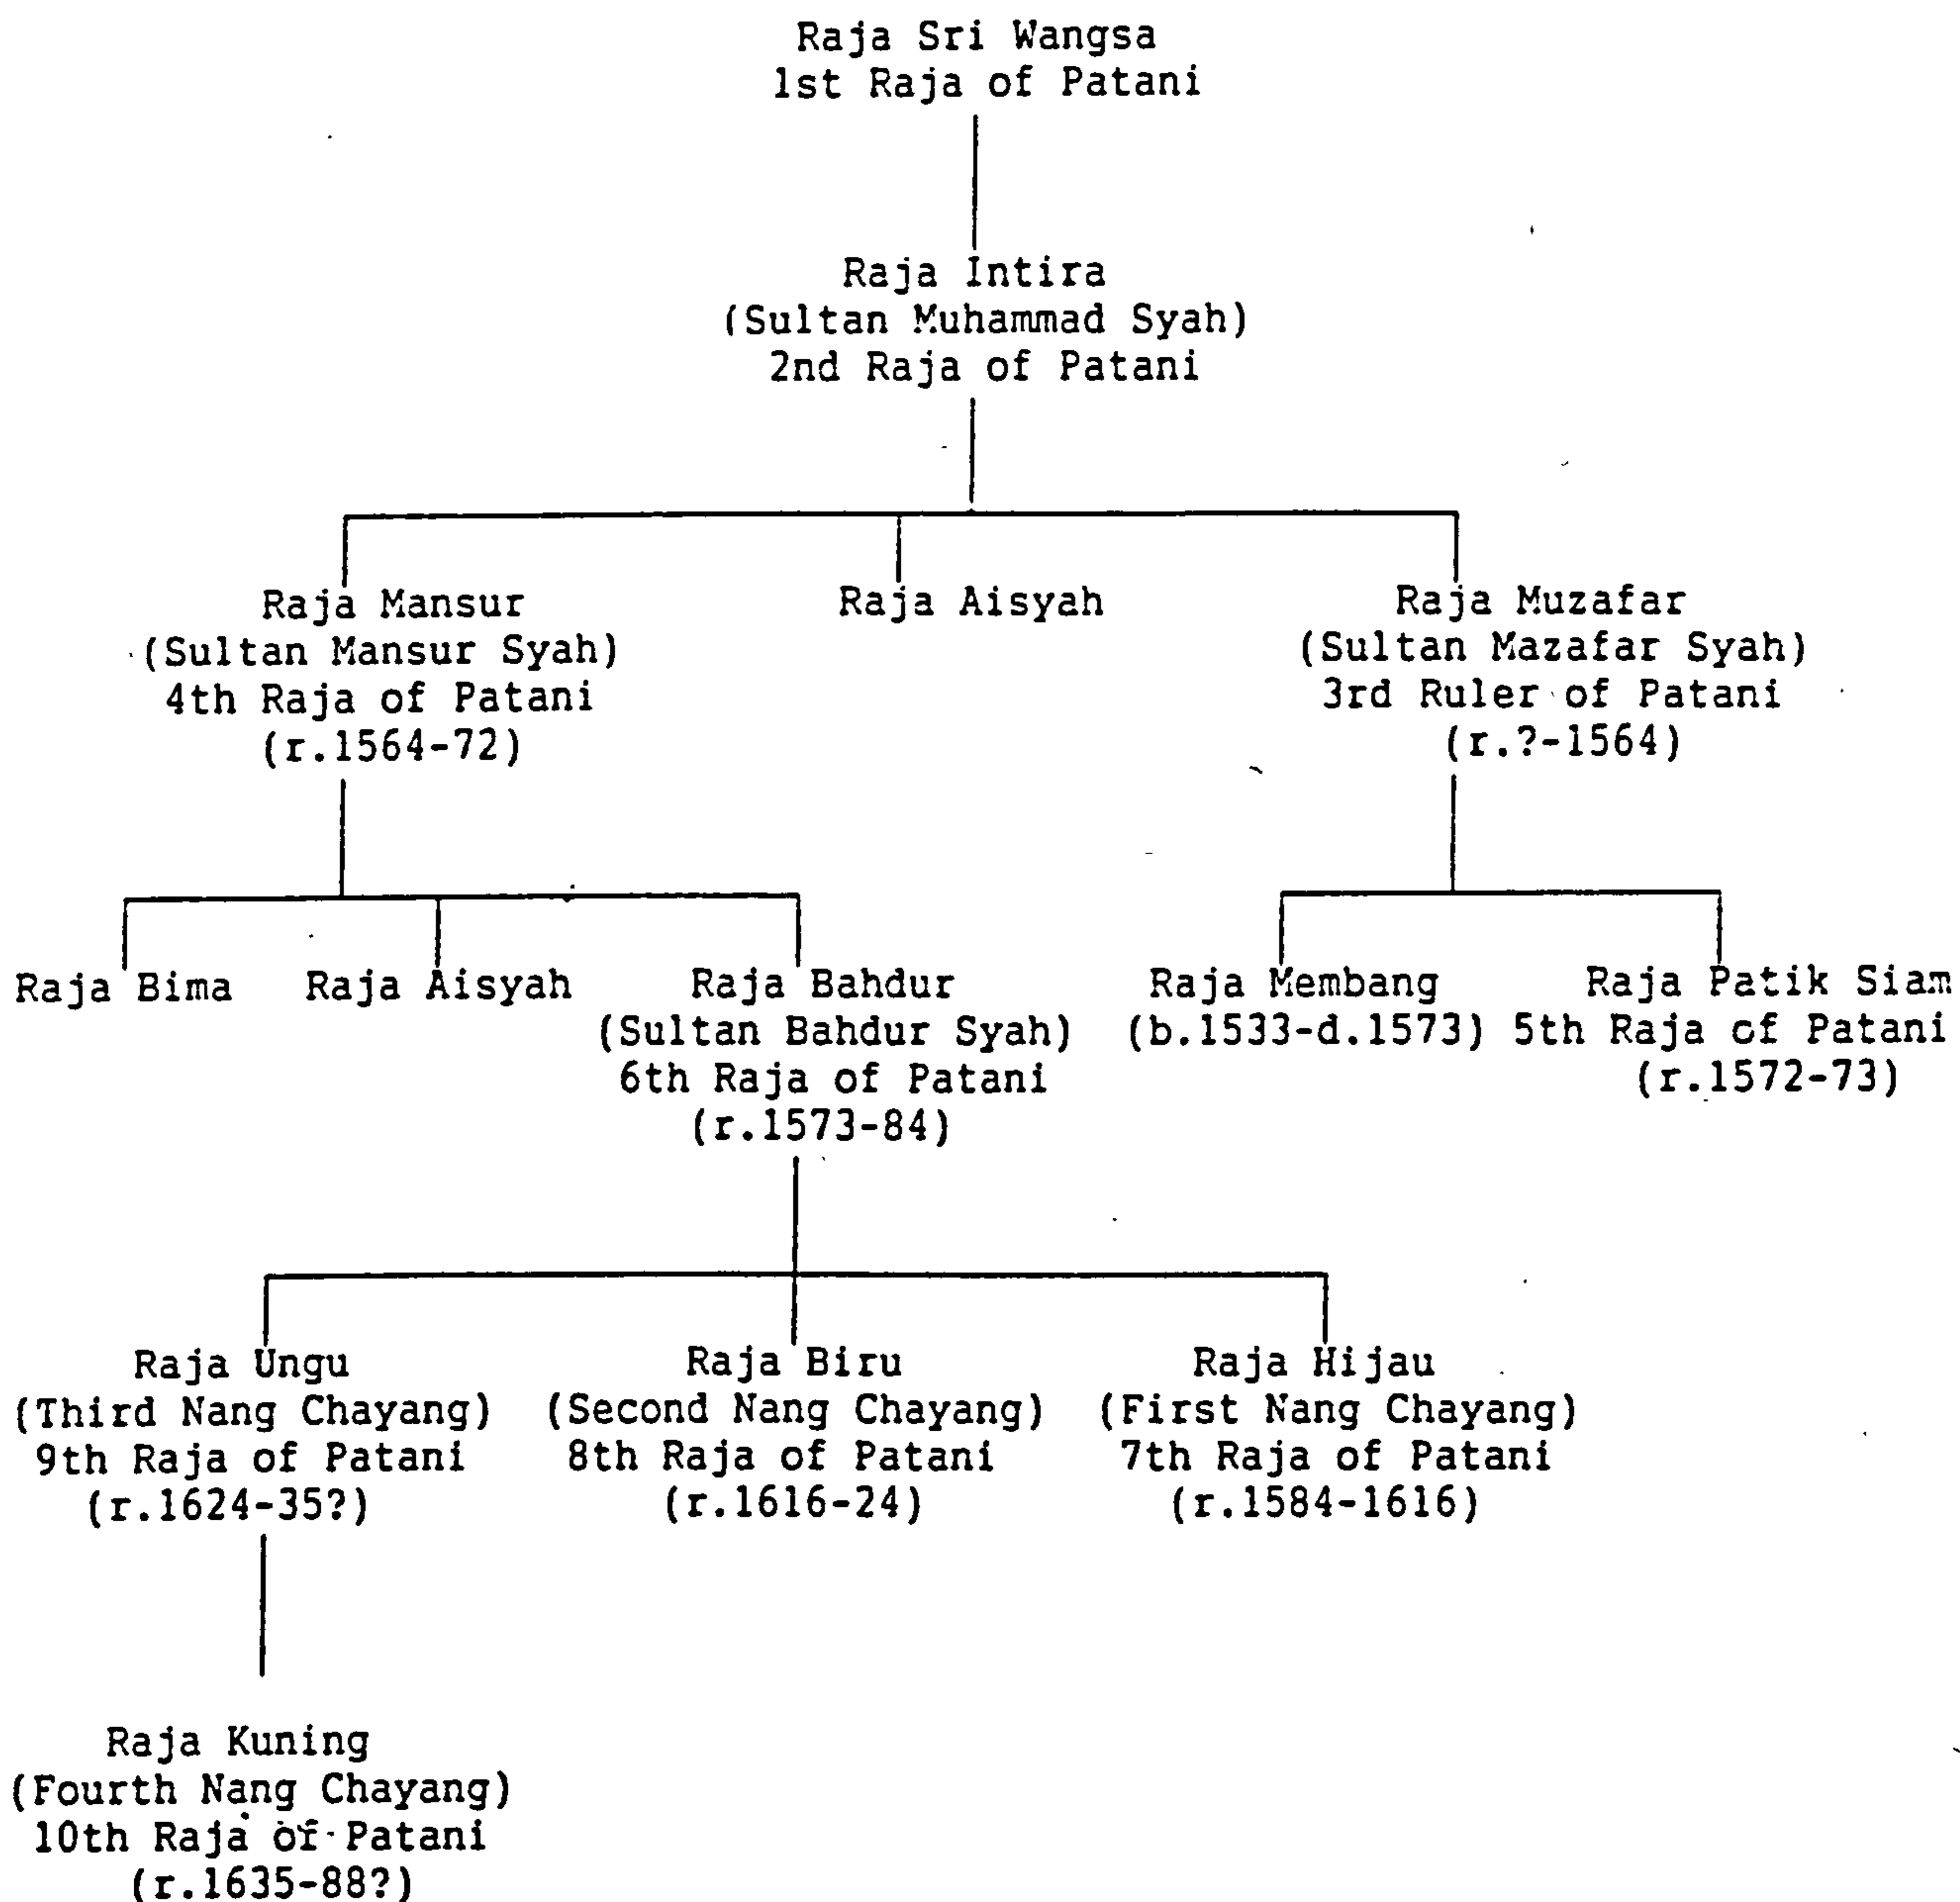 Raja Sri Wangsa
1st Raja of Patani
Raja Intira
(Sultan Muhammad Syah)
2nd Raja of Patani
Raja Mansur
(Sultan Mansur Syah)
4th Raja of Patani
(r.1564-72)
Raja Aisyah
Raja Muzafar
(Sultan Mazafar Syah)
3rd Ruler of Patani
(r.?-1564)
Raja Bima
Raja Aisyah
Raja Bahdur
(Sultan Bahdur Syah)
6th Raja of Patani
(r.1573-84)
Raja Membang
(b.1533-d.1573)
Raja Patik Siam
5th Raja of Patani
(r.1572-73)
Raja Ungu
(Third Nang Chayang)
9th Raja of Patani
(r.1624-35?)
Raja Biru
(Second Nang Chayang)
8th Raja of Patani
(r.1616-24)
Raja Hijau
(First Nang Chayang)
7th Raja of Patani
(r.1584-1616)
Raja Kuning
(Fourth Nang Chayang)
10th Raja of Patani
(r.1635-88?)